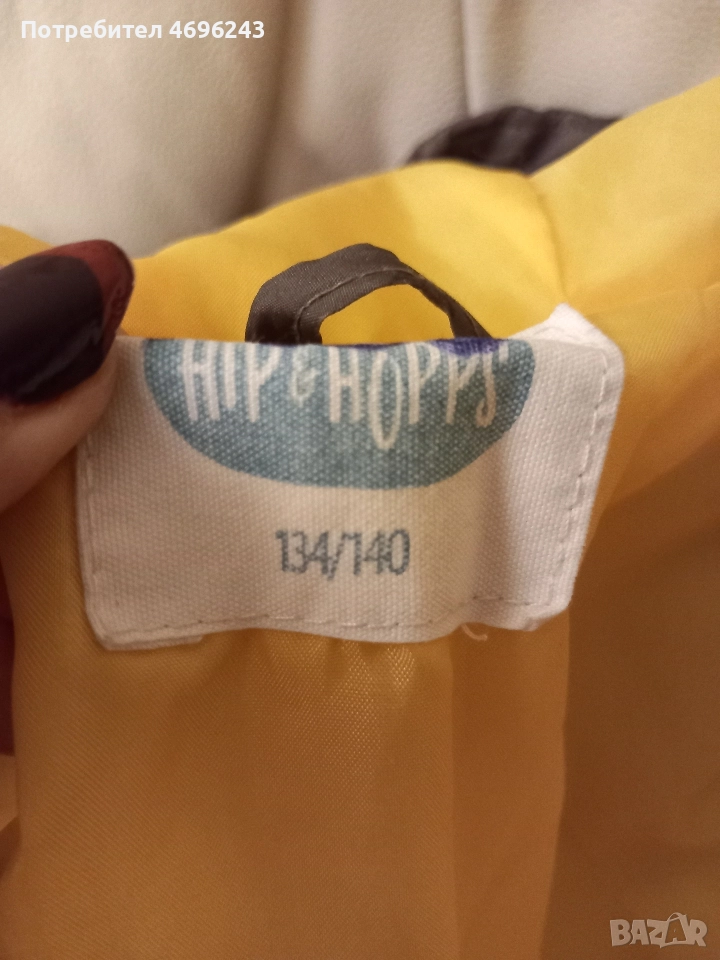 Потребител 4696243
HIP & HOPPS
134/140
BAZAR